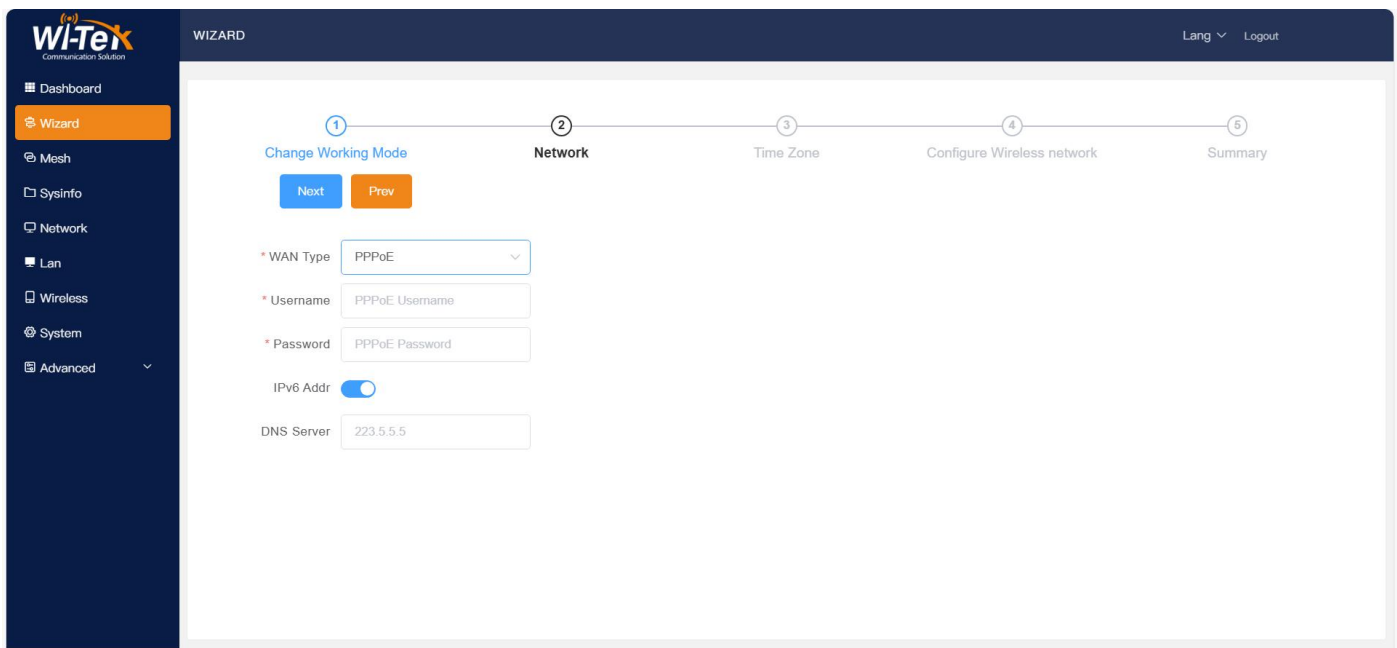 Wi-Tek
Communication Solution
WIZARD
Lang
Logout
Dashboard
Wizard
Mesh
Sysinfo
Network
Lan
Wireless
System
Advanced
1
2
3
4
5
Change Working Mode
Network
Time Zone
Configure Wireless network
Summary
Next
Prev
* WAN Type
PPPoE
* Username
PPPoE Username
* Password
PPPoE Password
IPv6 Addr
DNS Server
223.5.5.5